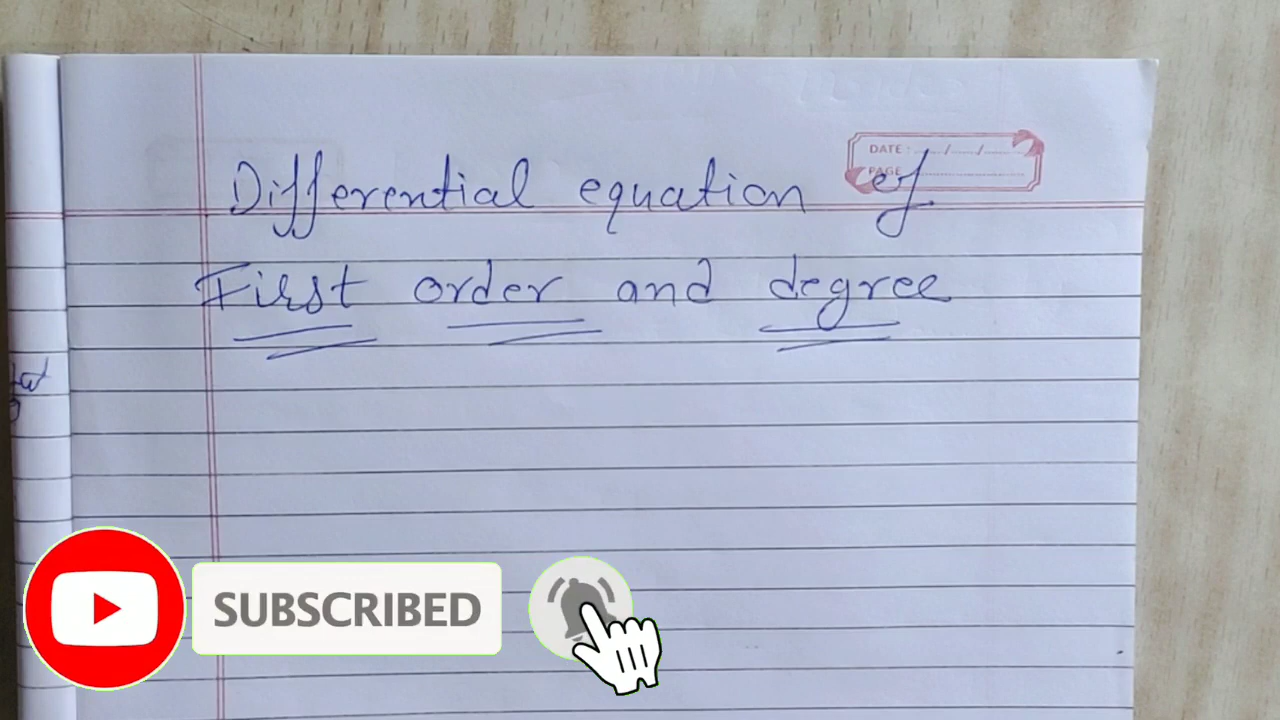 DATE : ....../....../......
PAGE
Differential equation of
First order and degree
SUBSCRIBED